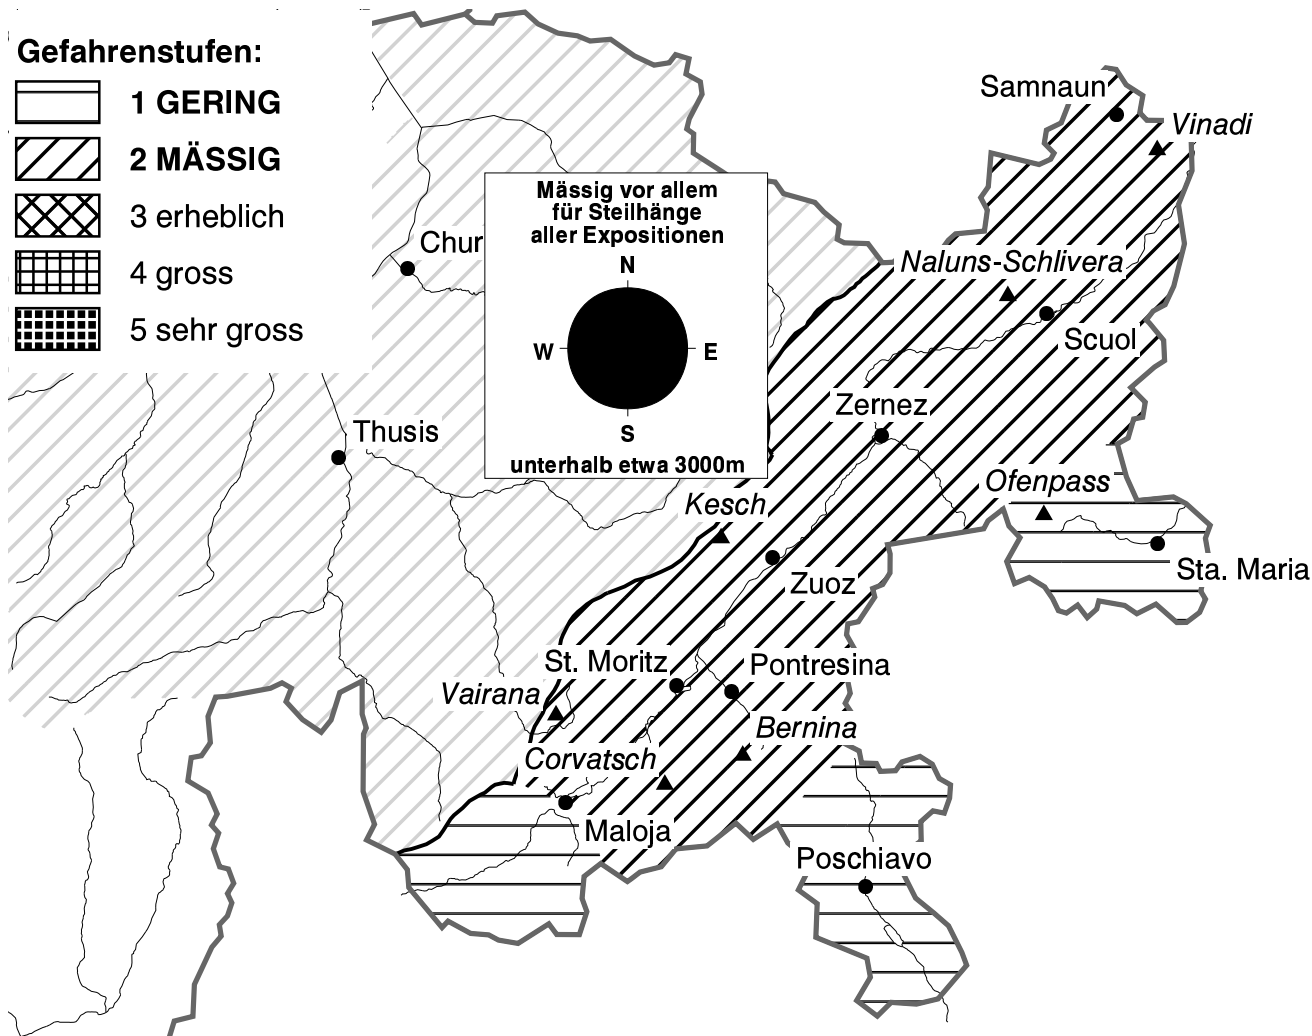 Gefahrenstufen:
1 GERING
2 MÄSSIG
3 erheblich
4 gross
5 sehr gross
Samnaun
Vinadi
Mässig vor allem
für Steilhänge
aller Expositionen
N
W
E
S
unterhalb etwa 3000m
Chur
Naluns-Schlivera
Scuol
Zernez
Thusis
Ofenpass
Kesch
Sta. Maria
Zuoz
St. Moritz
Pontresina
Vairana
Bernina
Corvatsch
Maloja
Poschiavo